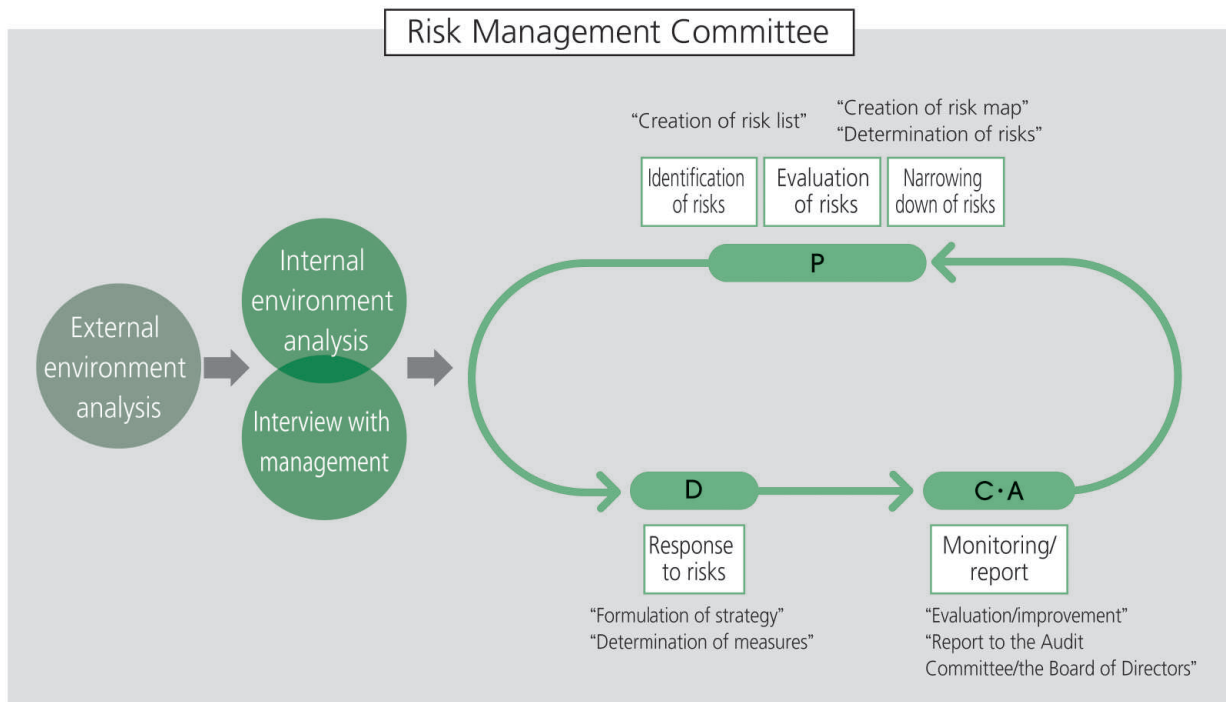 Risk Management Committee
External
environment
analysis
Internal
environment
analysis
Interview with
management
“Creation of risk list”
“Creation of risk map”
“Determination of risks”
Identification
of risks
Evaluation
of risks
Narrowing
down of risks
P
D
Response
to risks
“Formulation of strategy”
“Determination of measures”
C·A
Monitoring/
report
“Evaluation/improvement”
“Report to the Audit
Committee/the Board of Directors”